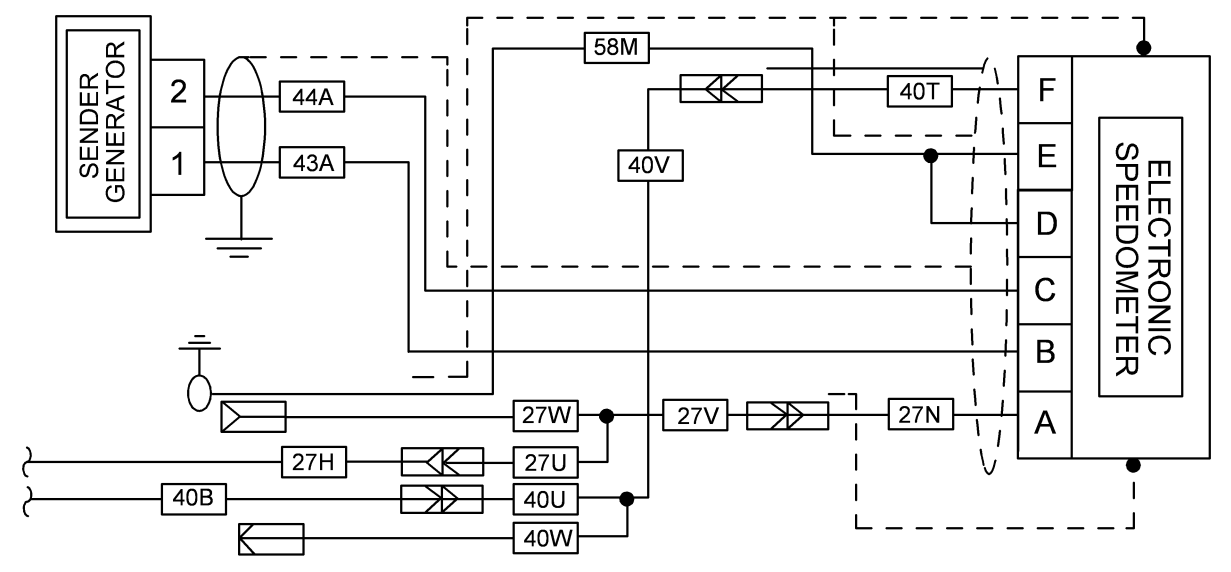 SENDER
GENERATOR
2
1
44A
43A
58M
40T
40V
F
E
D
C
B
A
ELECTRONIC
SPEEDOMETER
27W
27V
27N
27H
27U
40B
40U
40W